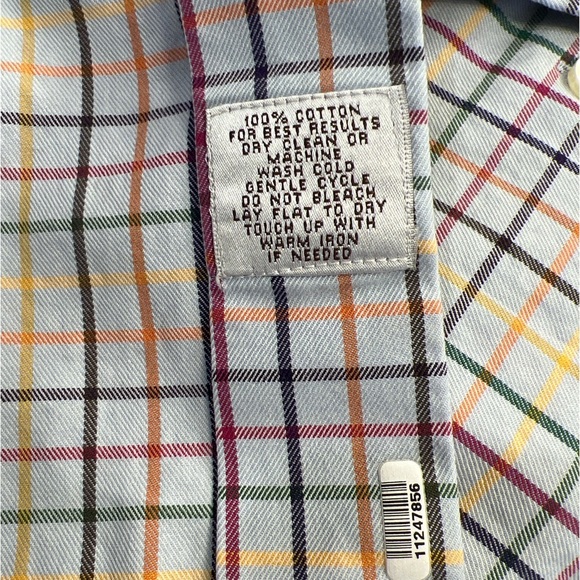 100% COTTON
FOR BEST RESULTS
DRY CLEAN OR
MACHINE
WASH COLD
GENTLE CYCLE
DO NOT BLEACH
LAY FLAT TO DRY
TOUCH UP WITH
WARM IRON
IF NEEDED
11247856